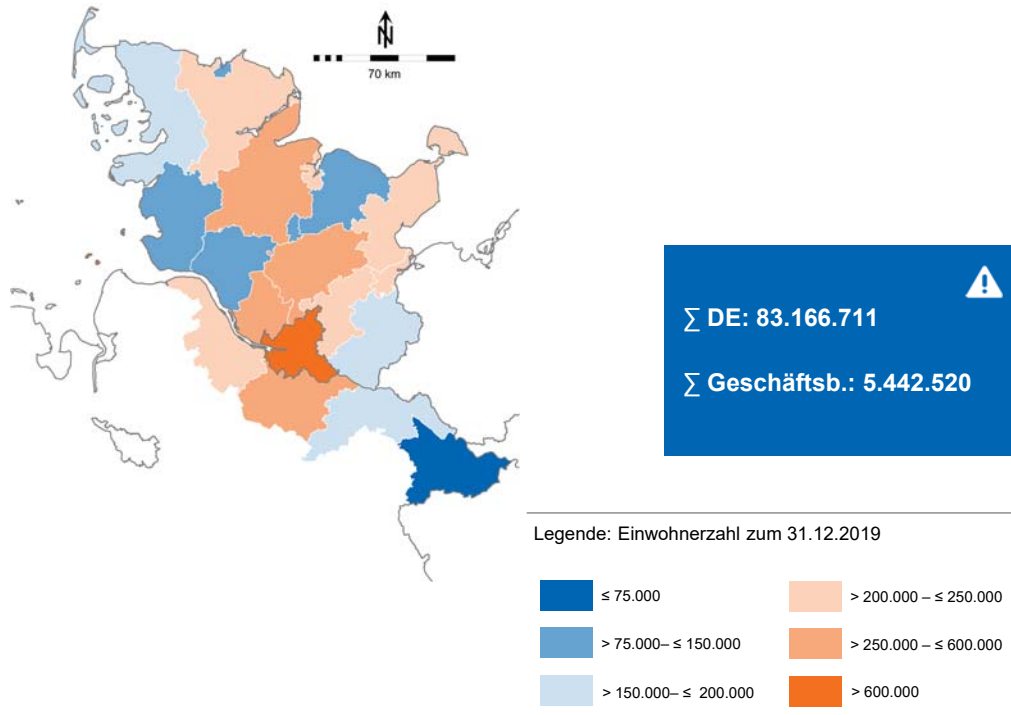 N
70 km
∑ DE: 83.166.711
∑ Geschäftsb.: 5.442.520
Legende: Einwohnerzahl zum 31.12.2019
≤ 75.000
> 200.000 – ≤ 250.000
> 75.000– ≤ 150.000
> 250.000 – ≤ 600.000
> 150.000– ≤ 200.000
> 600.000